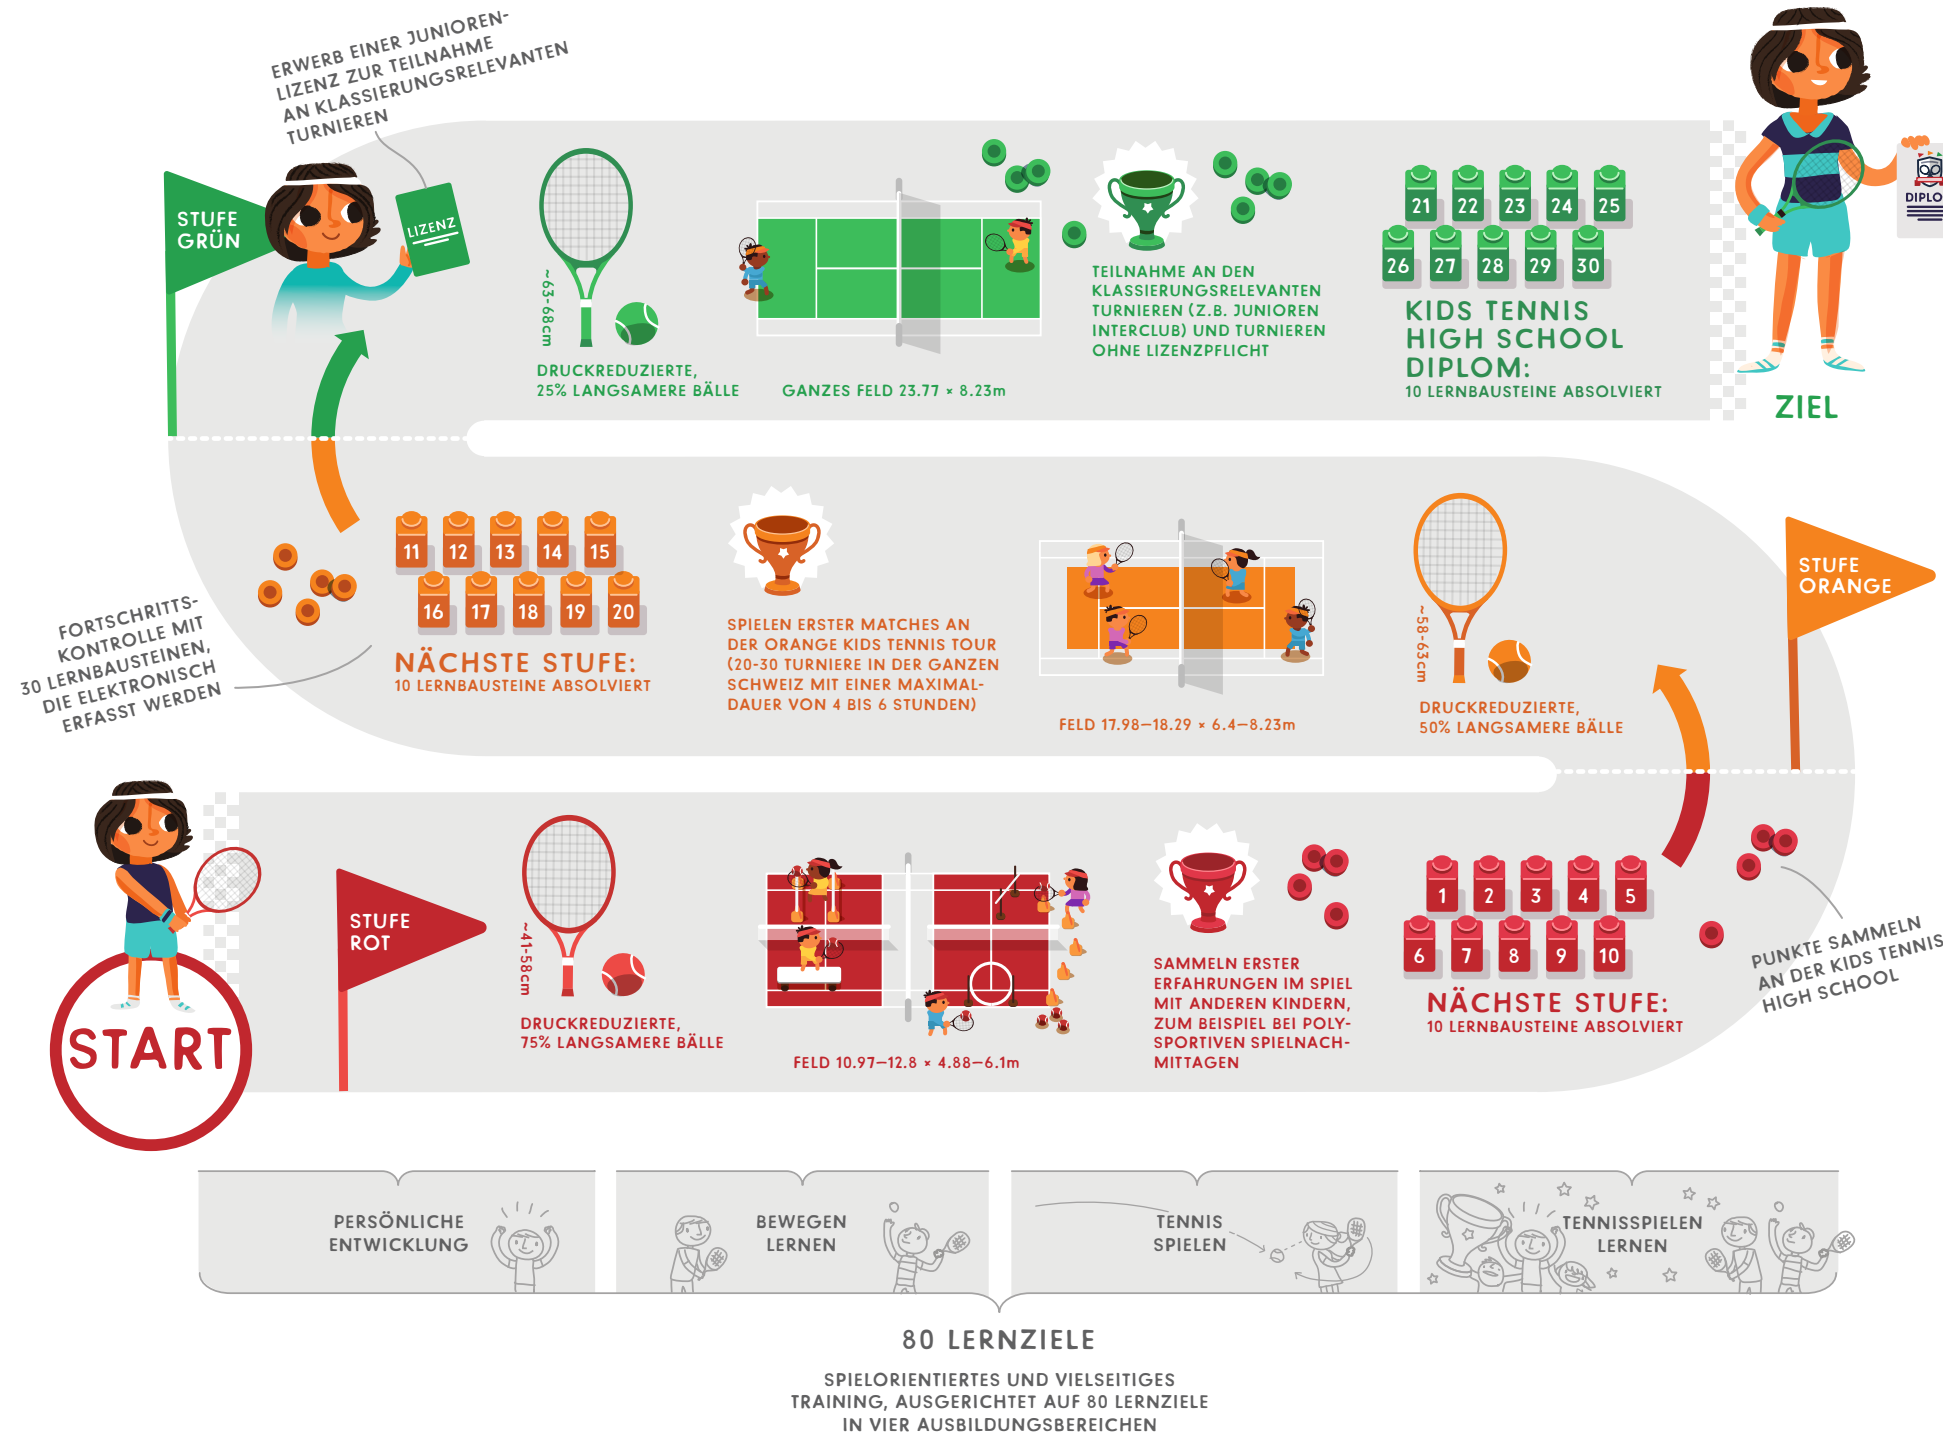 ERWERB EINER JUNIOREN-
LIZENZ ZUR TEILNAHME
AN KLASSIERUNGSRELEVANTEN
TURNIEREN
STUFE
GRÜN
LIZENZ
~63-68cm
DRUCKREDUZIERTE,
25% LANGSAMERE BÄLLE
GANZES FELD 23.77 × 8.23m
TEILNAHME AN DEN
KLASSIERUNGSRELEVANTEN
TURNIEREN (Z.B. JUNIOREN
INTERCLUB) UND TURNIEREN
OHNE LIZENZPFLICHT
21 22 23 24 25
26 27 28 29 30
KIDS TENNIS
HIGH SCHOOL
DIPLOM:
10 LERNBAUSTEINE ABSOLVIERT
DIPLO
ZIEL
FORTSCHRITTS-
KONTROLLE MIT
30 LERNBAUSTEINEN,
DIE ELEKTRONISCH
ERFASST WERDEN
11 12 13 14 15
16 17 18 19 20
NÄCHSTE STUFE:
10 LERNBAUSTEINE ABSOLVIERT
SPIELEN ERSTER MATCHES AN
DER ORANGE KIDS TENNIS TOUR
(20-30 TURNIERE IN DER GANZEN
SCHWEIZ MIT EINER MAXIMAL-
DAUER VON 4 BIS 6 STUNDEN)
FELD 17.98–18.29 × 6.4–8.23m
~58-63cm
DRUCKREDUZIERTE,
50% LANGSAMERE BÄLLE
STUFE
ORANGE
START
STUFE
ROT
~41-58cm
DRUCKREDUZIERTE,
75% LANGSAMERE BÄLLE
FELD 10.97–12.8 × 4.88–6.1m
SAMMELN ERSTER
ERFAHRUNGEN IM SPIEL
MIT ANDEREN KINDERN,
ZUM BEISPIEL BEI POLY-
SPORTIVEN SPIELNACH-
MITTAGEN
1 2 3 4 5
6 7 8 9 10
NÄCHSTE STUFE:
10 LERNBAUSTEINE ABSOLVIERT
PUNKTE SAMMELN
AN DER KIDS TENNIS
HIGH SCHOOL
PERSÖNLICHE
ENTWICKLUNG
BEWEGEN
LERNEN
TENNIS
SPIELEN
TENNISSPIELEN
LERNEN
80 LERNZIELE
SPIELORIENTIERTES UND VIELSEITIGES
TRAINING, AUSGERICHTET AUF 80 LERNZIELE
IN VIER AUSBILDUNGSBEREICHEN